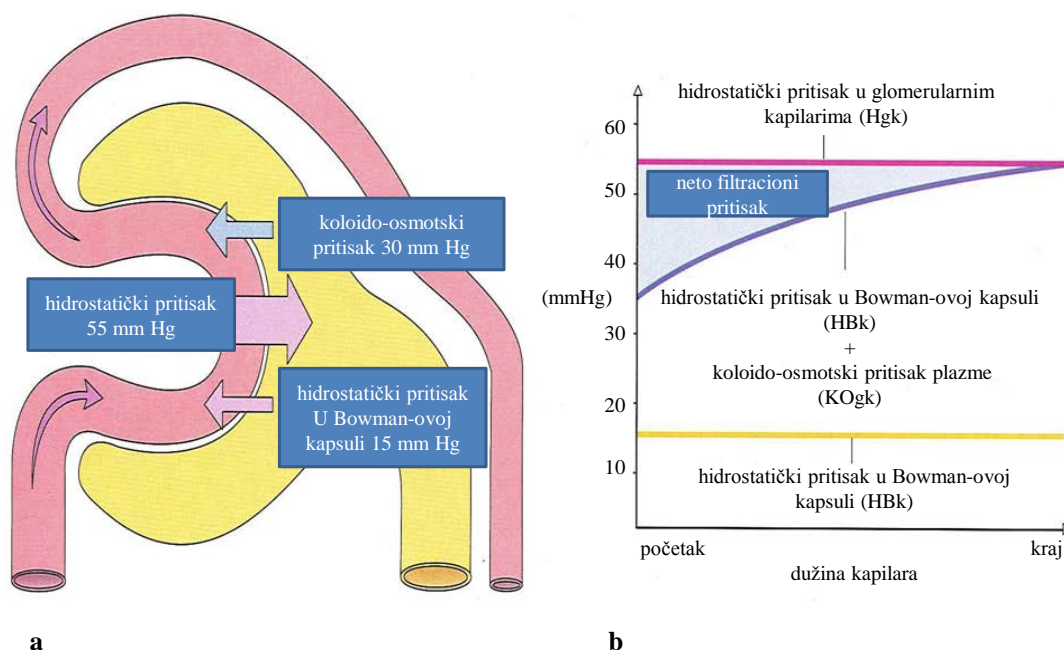 koloido-osmotski
pritisak 30 mm Hg
hidrostatički pritisak
55 mm Hg
hidrostatički pritisak
U Bowman-ovoj
kapsuli 15 mm Hg
a
hidrostatički pritisak u glomerularnim
kapilarima (Hgk)
60
neto filtracioni
pritisak
50
40
(mmHg)
hidrostatički pritisak u Bowman-ovoj kapsuli
(HBk)
30
+
koloido-osmotski pritisak plazme
(KOgk)
20
10
hidrostatički pritisak u Bowman-ovoj
kapsuli (HBk)
početak
kraj
dužina kapilara
b